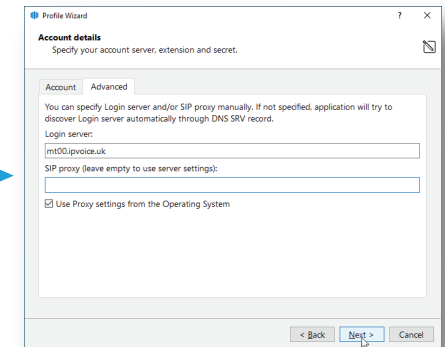 Profile Wizard
Account details
Specify your account server, extension and secret.
Account Advanced
You can specify Login server and/or SIP proxy manually. If not specified, application will try to
discover Login server automatically through DNS SRV record.
Login server:
mt00.ipvoice.uk
SIP proxy (leave empty to use server settings):
Use Proxy settings from the Operating System
< Back Next > Cancel